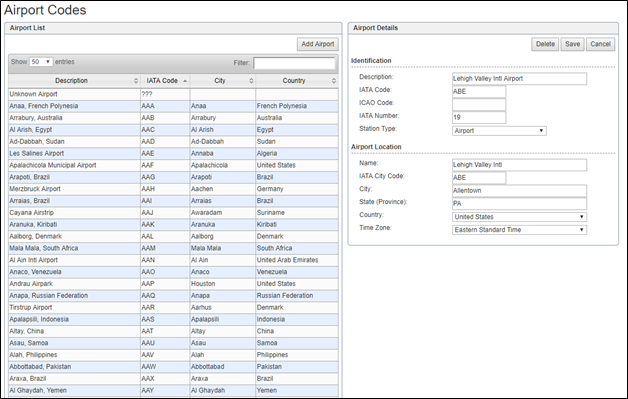 Airport Codes
Airport List
Add Airport
Show 50 entries
Filter:
Description IATA Code City Country
Unknown Airport ???
Anaa, French Polynesia AAA Anaa French Polynesia
Arrabury, Australia AAB Arrabury Australia
Al Arish, Egypt AAC Al Arish Egypt
Ad-Dabbah, Sudan AAD Ad-Dabbah Sudan
Les Salines Airport AAE Annaba Algeria
Apalachicola Municipal Airport AAF Apalachicola United States
Arapoti, Brazil AAG Arapoti Brazil
Merzbruck Airport AAH Aachen Germany
Arraias, Brazil AAI Arraias Brazil
Cayana Airstrip AAJ Awaradam Suriname
Aranuka, Kiribati AAK Aranuka Kiribati
Aalborg, Denmark AAL Aalborg Denmark
Mala Mala, South Africa AAM Mala Mala South Africa
Al Ain Intl Airport AAN Al Ain United Arab Emirates
Anaco, Venezuela AAO Anaco Venezuela
Andrau Airpark AAP Houston United States
Anapa, Russian Federation AAQ Anapa Russian Federation
Tirstrup Airport AAR Aarhus Denmark
Apalapsili, Indonesia AAS Apalapsili Indonesia
Altay, China AAT Altay China
Asau, Samoa AAU Asau Samoa
Alah, Philippines AAV Alah Philippines
Abbottabad, Pakistan AAW Abbottabad Pakistan
Araxa, Brazil AAX Araxa Brazil
Al Ghaydah, Yemen AAY Al Ghaydah Yemen
Airport Details
Delete Save Cancel
Identification
Description: Lehigh Valley Intl Airport
IATA Code: ABE
ICAO Code:
IATA Number: 19
Station Type: Airport
Airport Location
Name: Lehigh Valley Intl
IATA City Code: ABE
City: Allentown
State (Province): PA
Country: United States
Time Zone: Eastern Standard Time